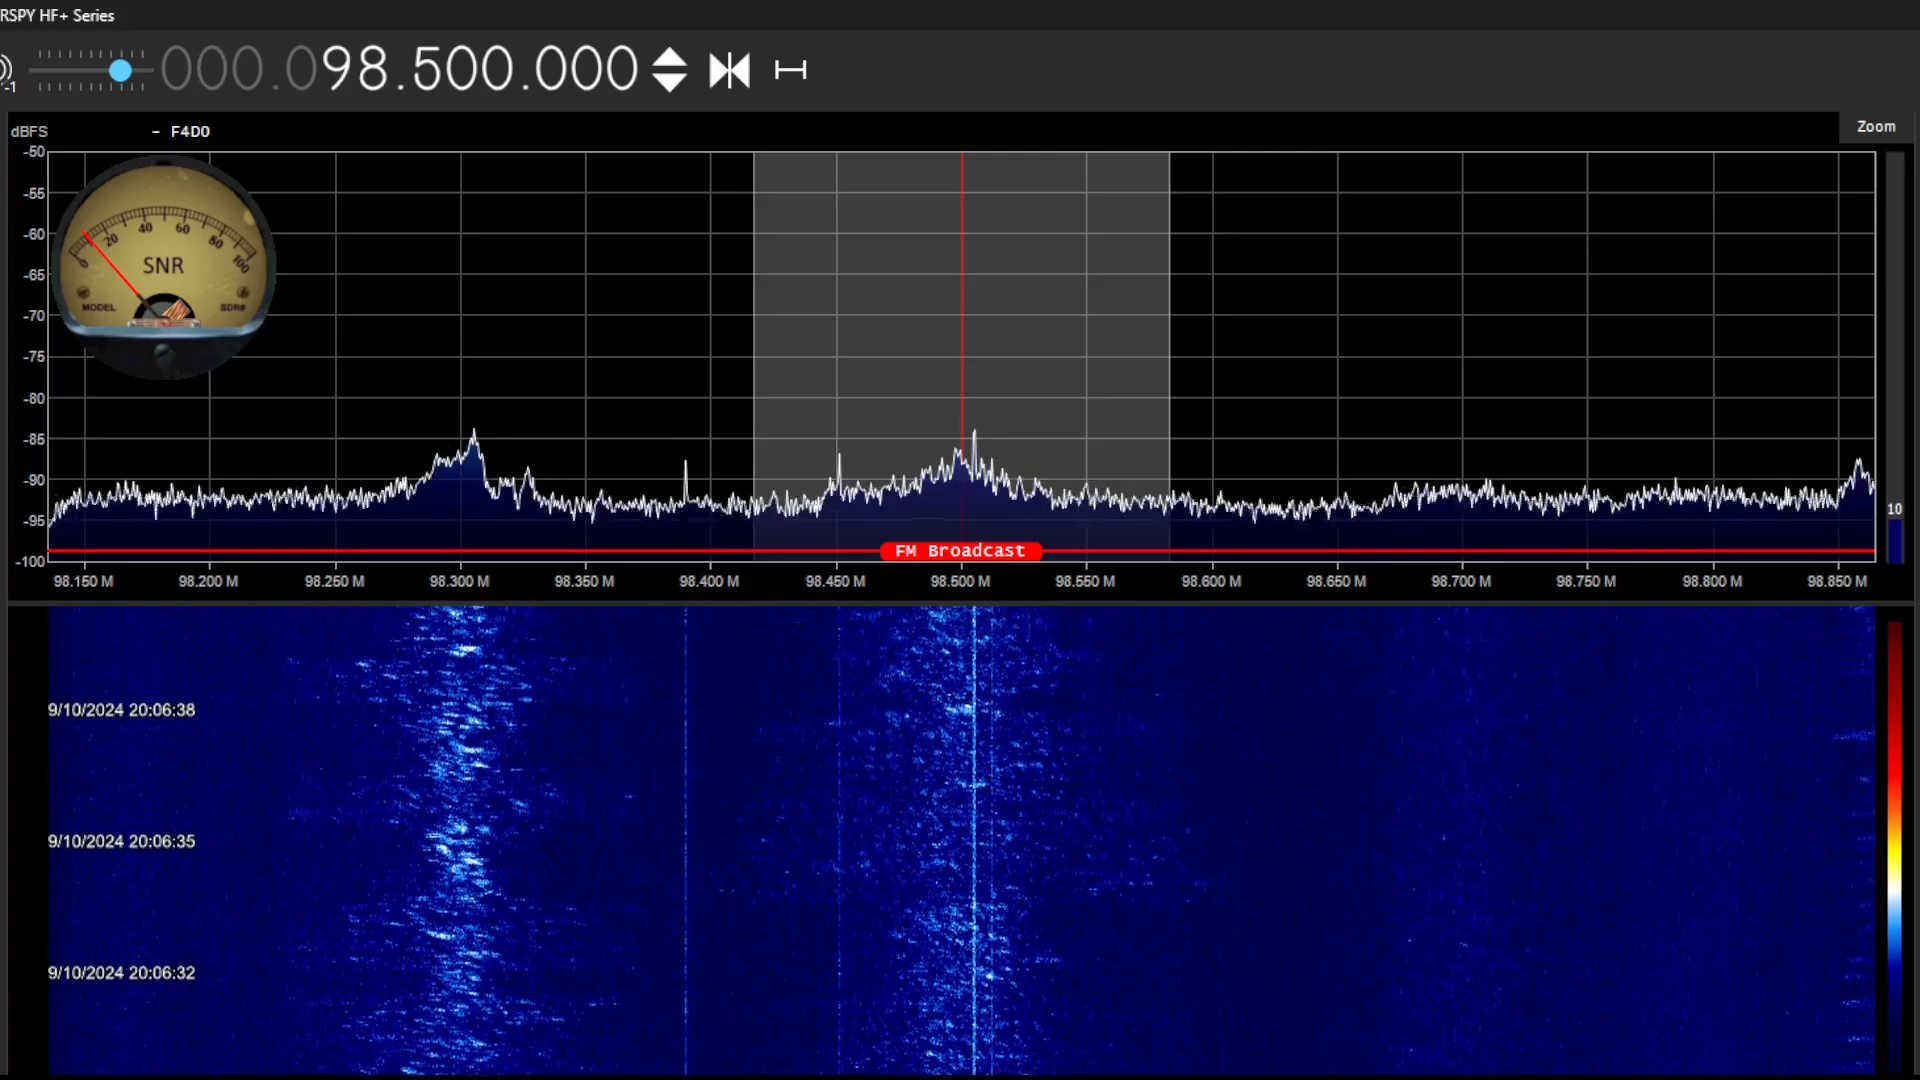 RSPY HF+ Series
-1
000.098.500.000
dBFS
– F4D0
Zoom
-50
-55
-60
-65
-70
-75
-80
-85
-90
-95
-100
0 20 40 60 80 100
SNR
MODEL SDR#
10
FM Broadcast
98.150 M 98.200 M 98.250 M 98.300 M 98.350 M 98.400 M 98.450 M 98.500 M 98.550 M 98.600 M 98.650 M 98.700 M 98.750 M 98.800 M 98.850 M
9/10/2024 20:06:38
9/10/2024 20:06:35
9/10/2024 20:06:32